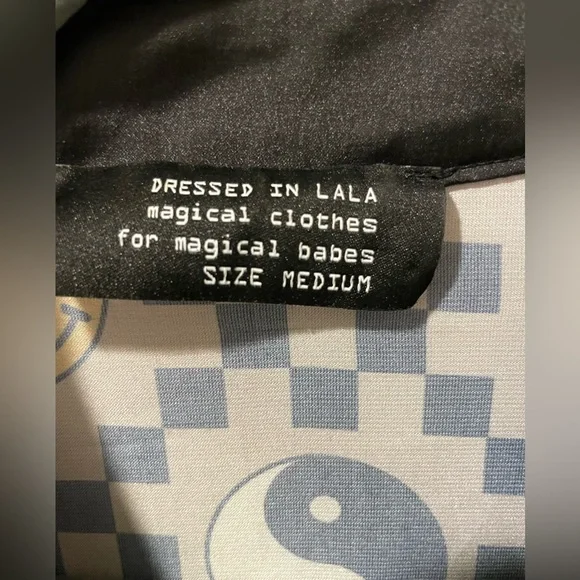 DRESSED IN LALA
magical clothes
for magical babes
SIZE MEDIUM